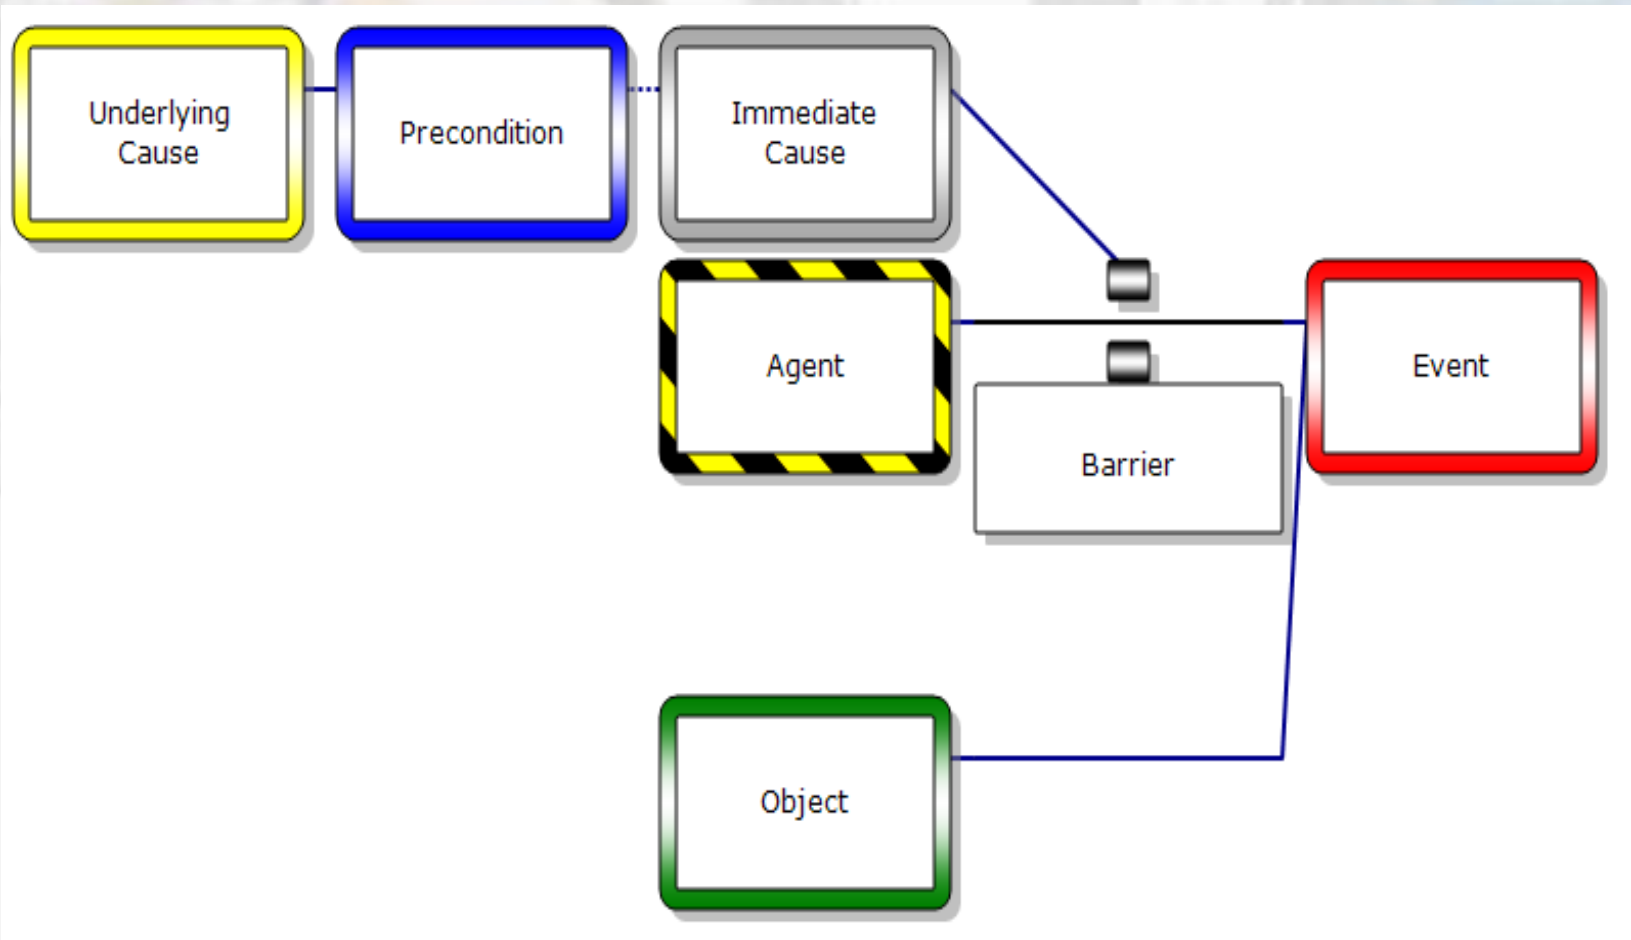 Underlying
Cause
Precondition
Immediate
Cause
Agent
Event
Barrier
Object